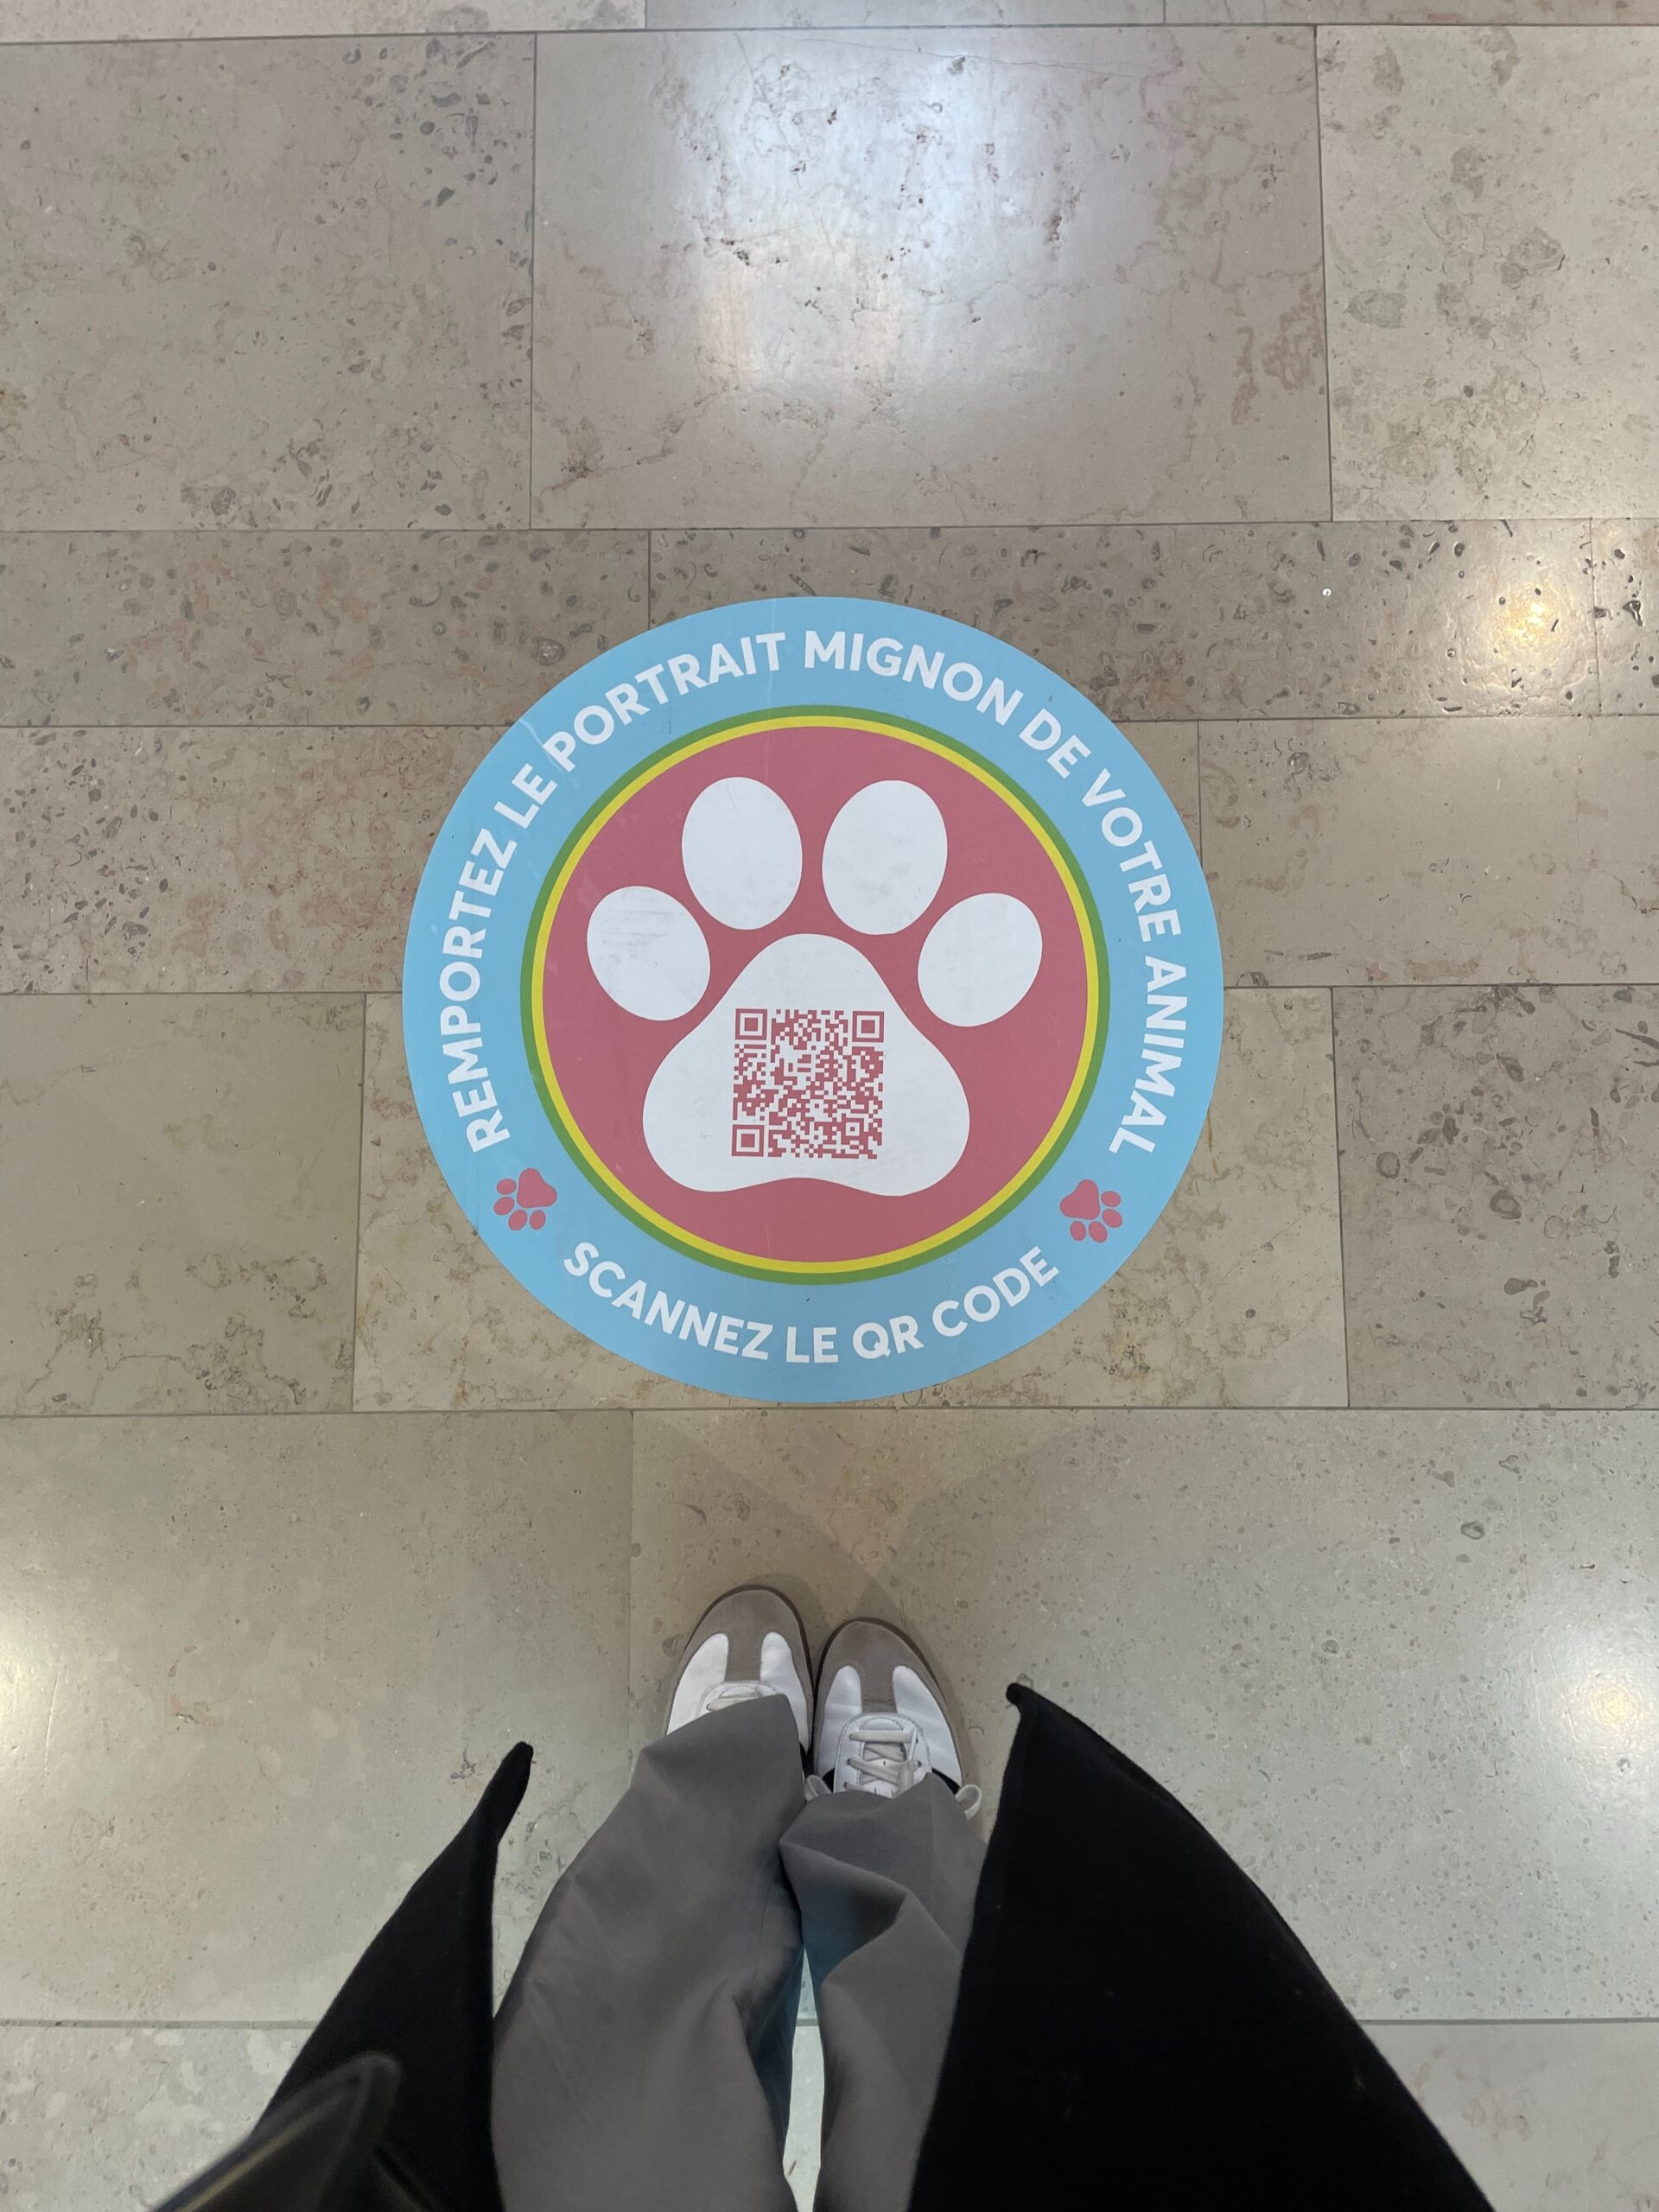 REMPORTEZ LE PORTRAIT MIGNON DE VOTRE ANIMAL
SCANNEZ LE QR CODE